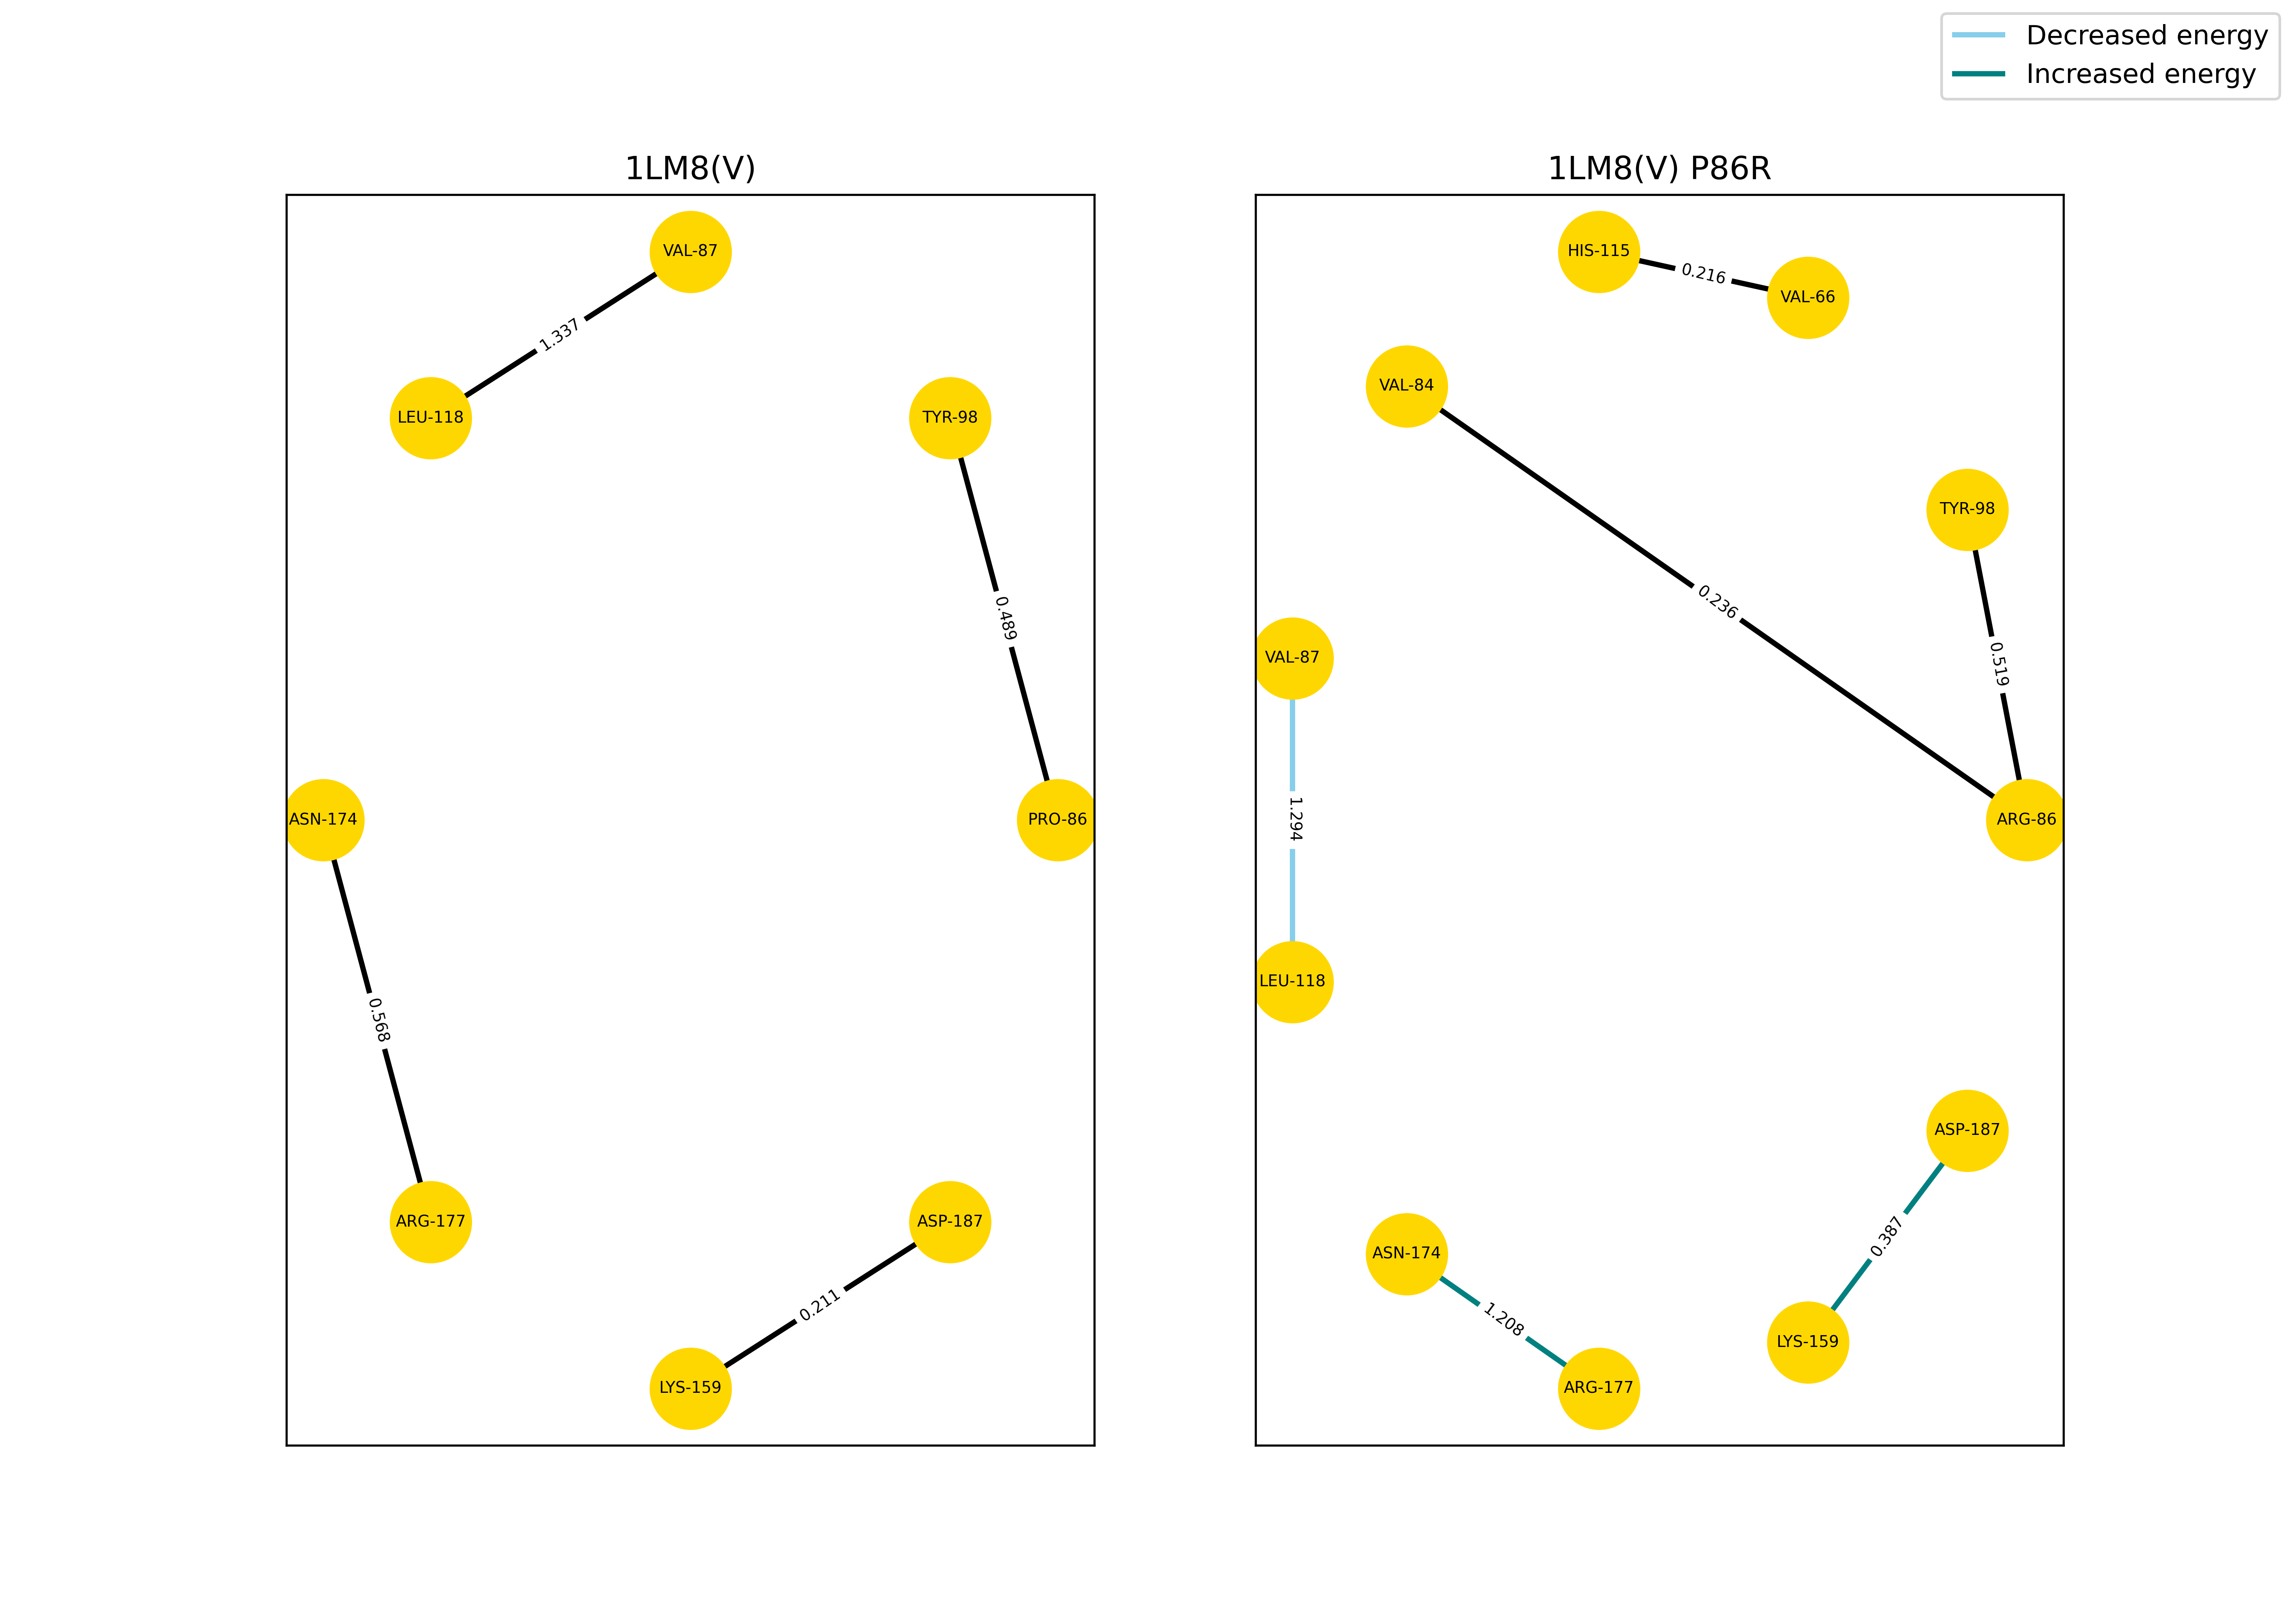 Decreased energy
Increased energy
1LM8(V)
VAL-87
1.337
LEU-118
TYR-98
0.489
ASN-174
PRO-86
0.568
ARG-177
ASP-187
0.211
LYS-159
1LM8(V) P86R
HIS-115
0.216
VAL-66
VAL-84
TYR-98
0.236
0.519
VAL-87
1.294
ARG-86
LEU-118
ASP-187
0.387
ASN-174
1.208
LYS-159
ARG-177